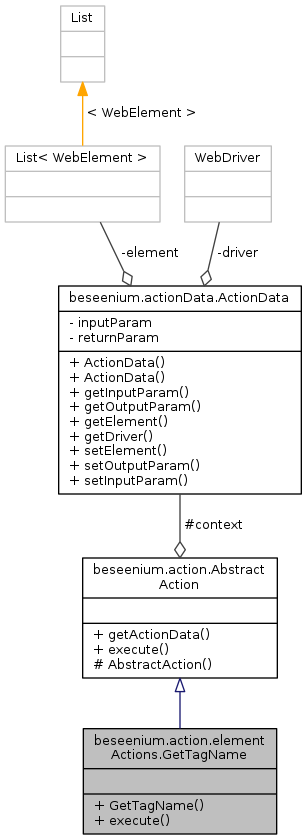 List
< WebElement >
List< WebElement >
WebDriver
-element
-driver
beseenium.actionData.ActionData
- inputParam
- returnParam
+ ActionData()
+ ActionData()
+ getInputParam()
+ getOutputParam()
+ getElement()
+ getDriver()
+ setElement()
+ setOutputParam()
+ setInputParam()
#context
beseenium.action.Abstract
Action
+ getActionData()
+ execute()
# AbstractAction()
beseenium.action.element
Actions.GetTagName
+ GetTagName()
+ execute()